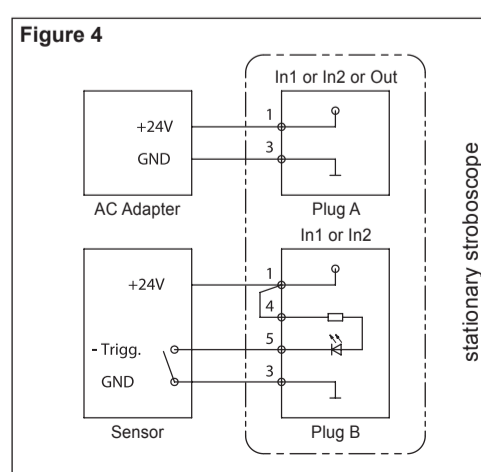 Figure 4
In1 or In2 or Out
+24V
1
GND
3
AC Adapter
Plug A
In1 or In2
+24V
1
4
- Trigg.
5
GND
3
Sensor
Plug B
stationary stroboscope